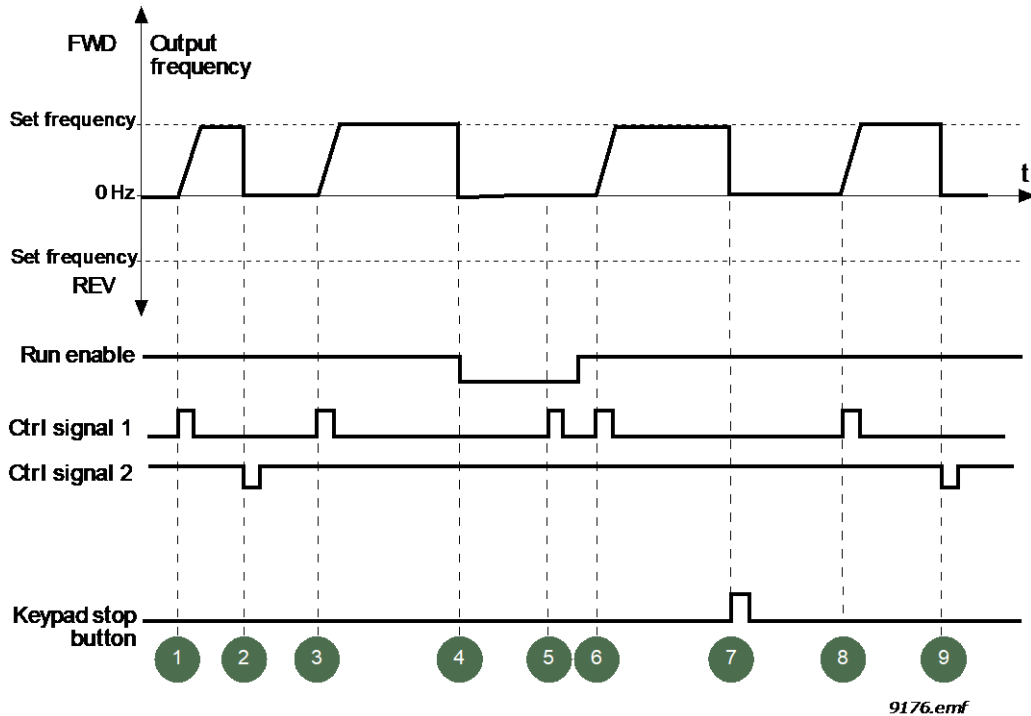 FWD
Output
frequency
Set frequency
0 Hz
t
Set frequency
REV
Run enable
Ctrl signal 1
Ctrl signal 2
Keypad stop
button
1 2 3 4 5 6 7 8 9
9176.emf